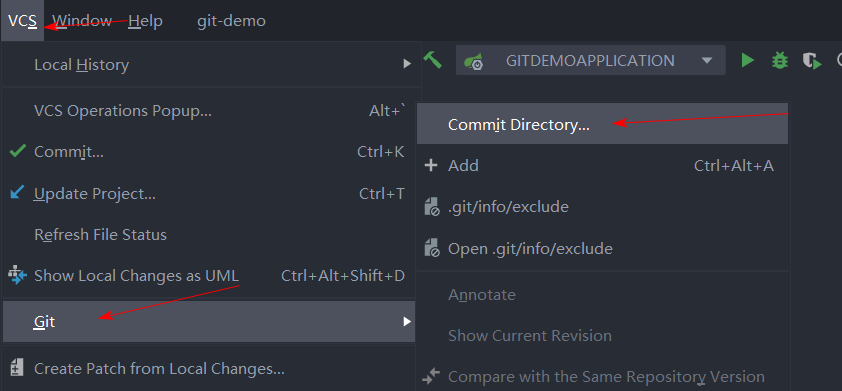 VCS Window Help git-demo
Local History
GITDEMOAPPLICATION
VCS Operations Popup... Alt+`
Commit Directory...
Commit... Ctrl+K
Add Ctrl+Alt+A
Update Project... Ctrl+T
.git/info/exclude
Refresh File Status
Open .git/info/exclude
Show Local Changes as UML Ctrl+Alt+Shift+D
Annotate
Git
Show Current Revision
Create Patch from Local Changes...
Compare with the Same Repository Version